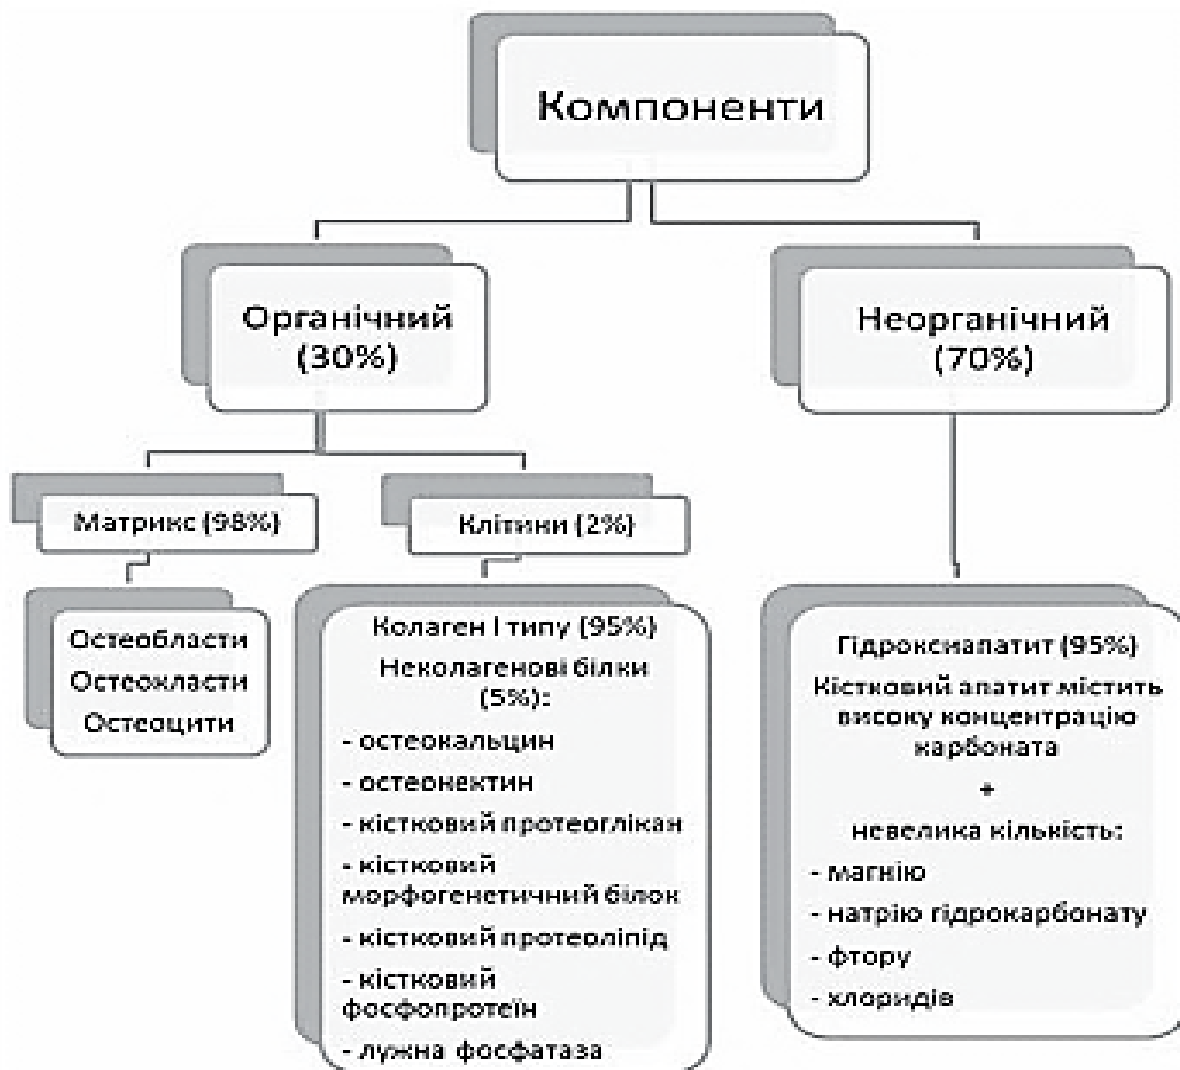 Компоненти
Органічний
(30%)
Неорганічний
(70%)
Матрикс (98%)
Клітини (2%)
Остеобласти
Остеокласти
Остеоцити
Колаген I типу (95%)
Неколагенові білки
(5%):
- остеокальцин
- остеонектин
- кістковий протеоглікан
- кістковий
морфогенетичний білок
- кістковий протеоліпід
- кістковий
фосфопротеїн
- лужна фосфатаза
Гідроксиапатит (95%)
Кістковий апатит містить
високу концентрацію
карбоната
+
невелика кількість:
- магнію
- натрію гідрокарбонату
- фтору
- хлоридів